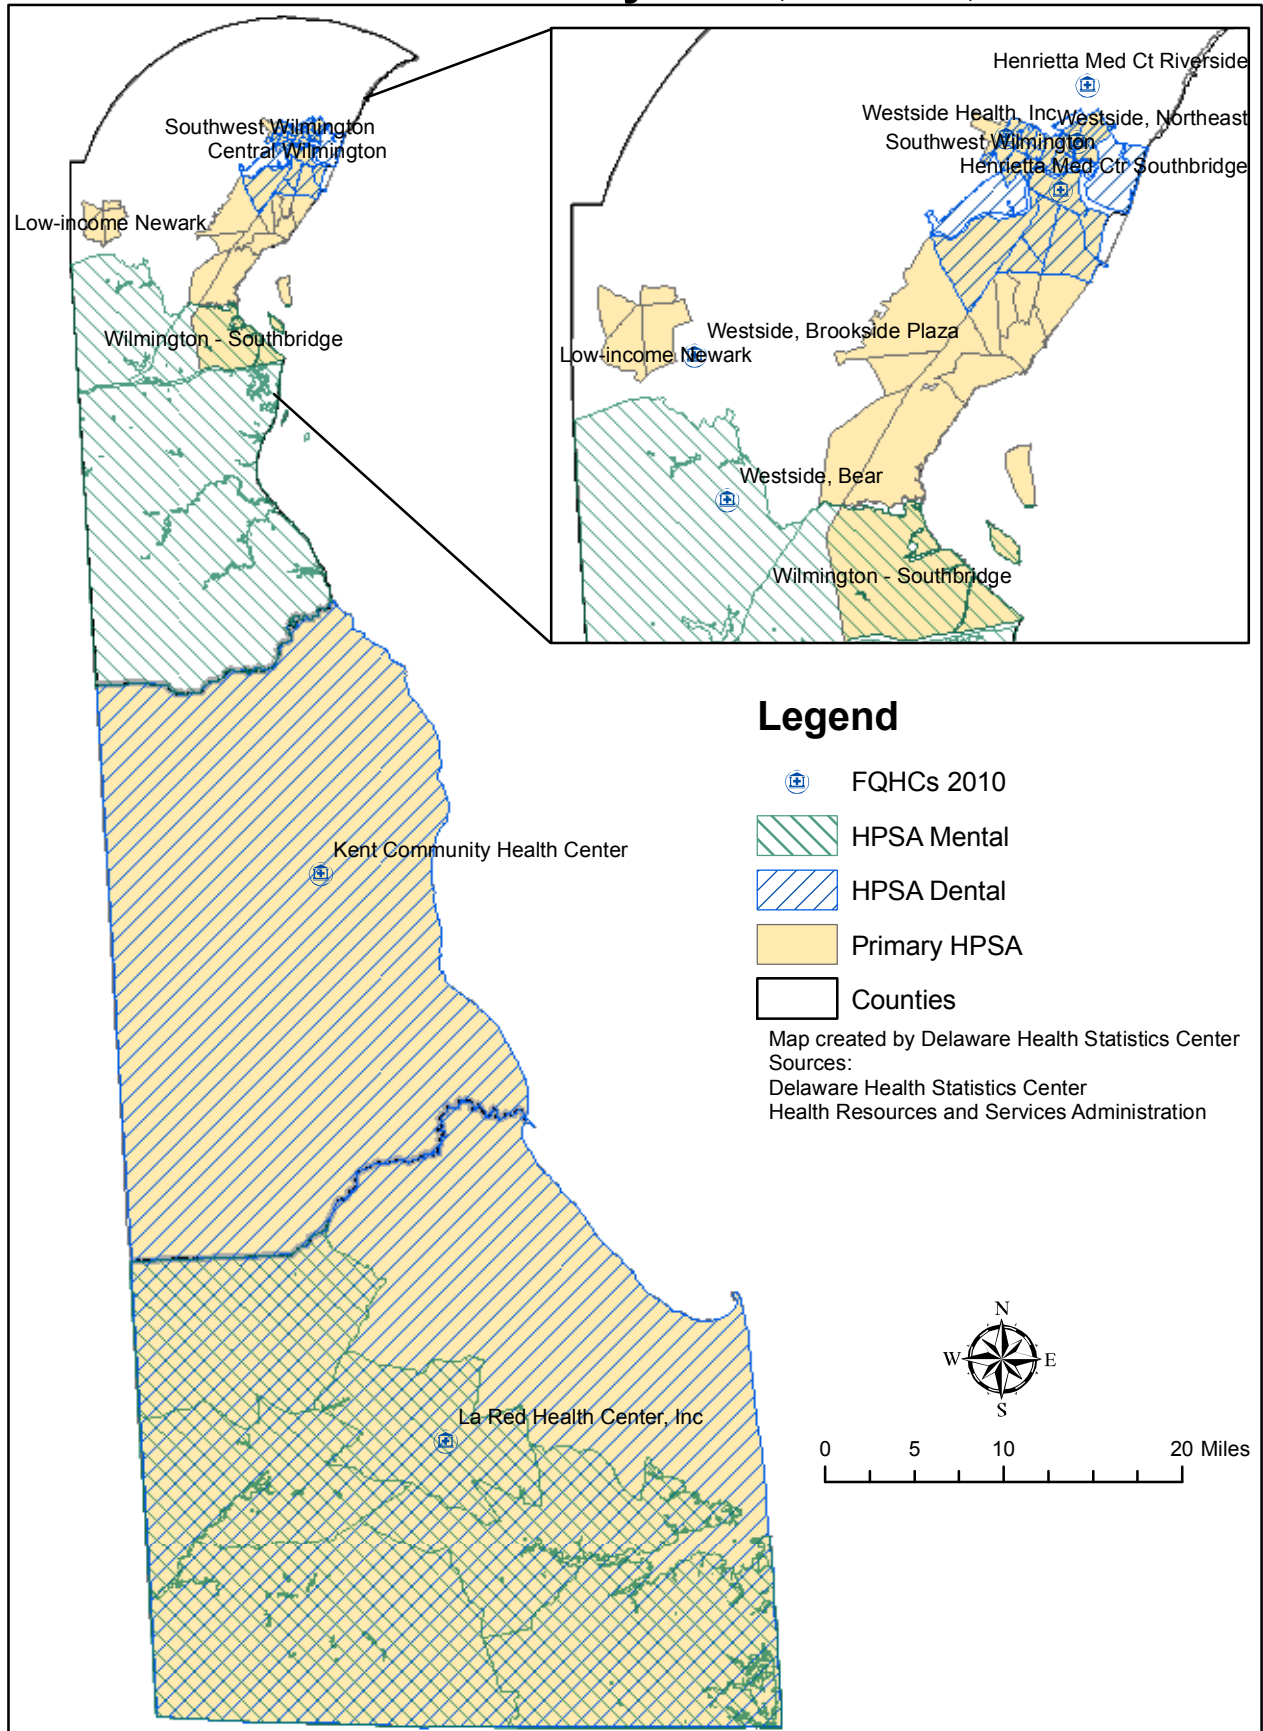 Southwest Wilmington
Central Wilmington
Low-income Newark
Wilmington - Southbridge
Henrietta Med Ct Riverside
Westside Health, Inc
Westside, Northeast
Southwest Wilmington
Henrietta Med Ctr Southbridge
Westside, Brookside Plaza
Low-income Newark
Westside, Bear
Wilmington - Southbridge
Legend
FQHCs 2010
HPSA Mental
HPSA Dental
Primary HPSA
Counties
Map created by Delaware Health Statistics Center
Sources:
Delaware Health Statistics Center
Health Resources and Services Administration
Kent Community Health Center
La Red Health Center, Inc
N
W E
S
0 5 10 20 Miles